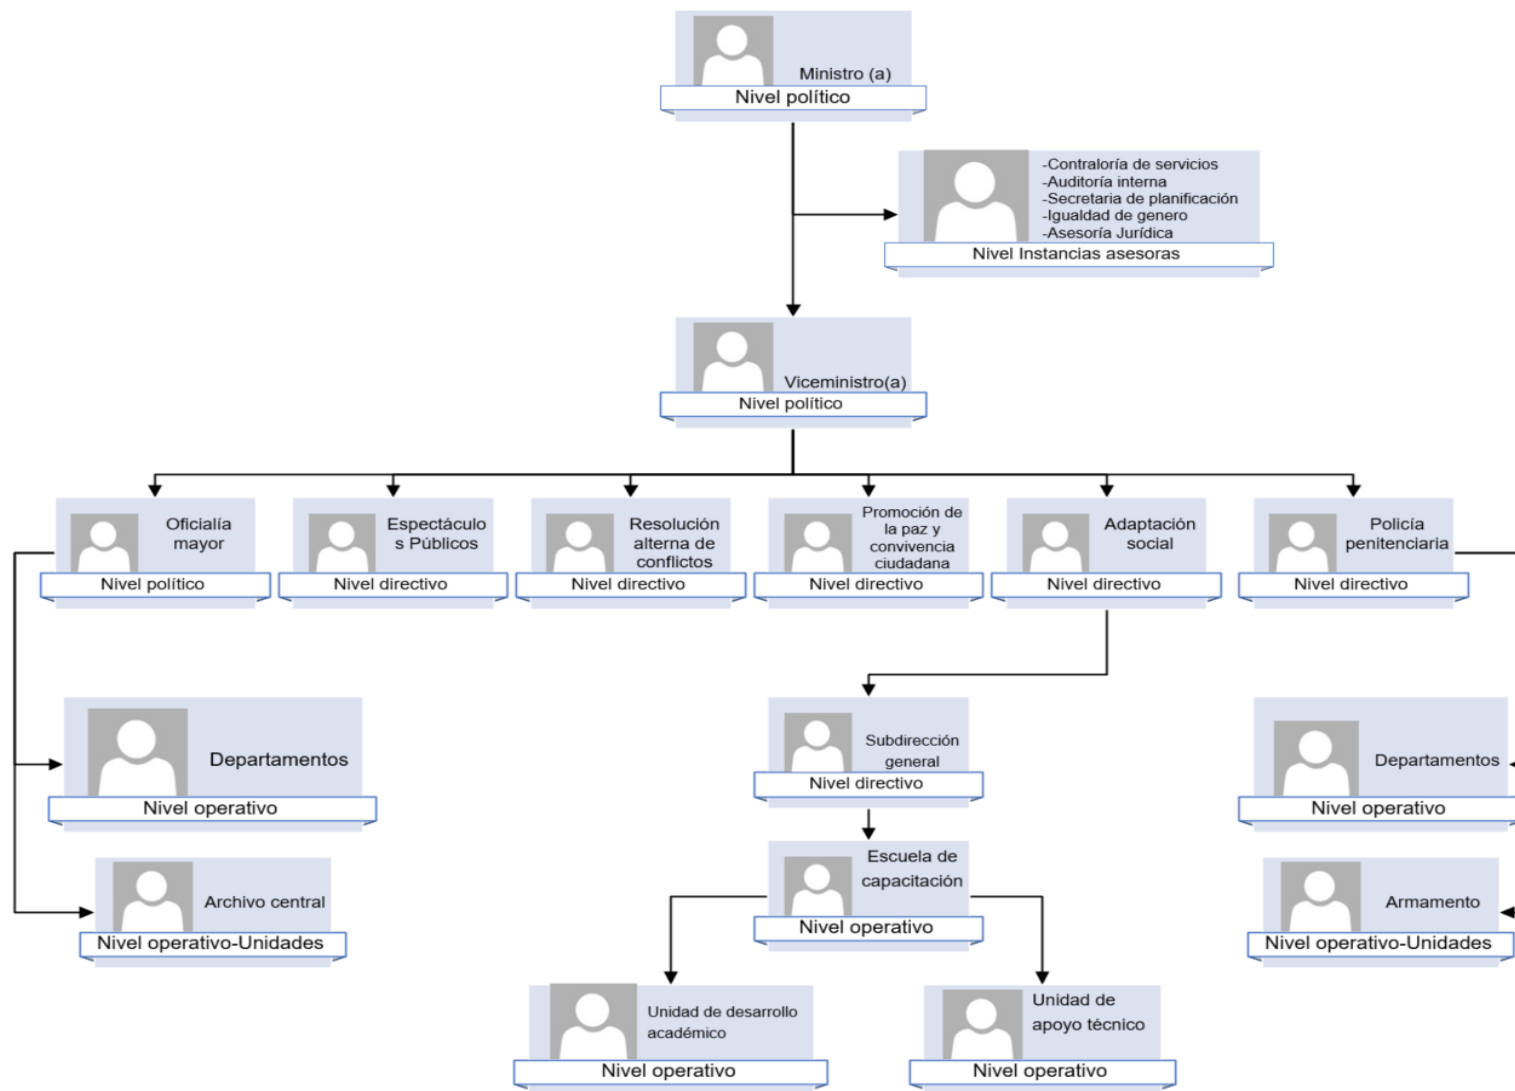 Ministro (a)
Nivel político
-Contraloría de servicios
-Auditoría interna
-Secretaria de planificación
-Igualdad de genero
-Asesoría Jurídica
Nivel Instancias asesoras
Viceministro(a)
Nivel político
Oficialía
mayor
Nivel político
Espectáculo
s Públicos
Nivel directivo
Resolución
alterna de
conflictos
Nivel directivo
Promoción de
la paz y
convivencia
ciudadana
Nivel directivo
Adaptación
social
Nivel directivo
Policía
penitenciaria
Nivel directivo
Departamentos
Nivel operativo
Subdirección
general
Nivel directivo
Departamentos
Nivel operativo
Archivo central
Nivel operativo-Unidades
Escuela de
capacitación
Nivel operativo
Armamento
Nivel operativo-Unidades
Unidad de desarrollo
académico
Nivel operativo
Unidad de
apoyo técnico
Nivel operativo